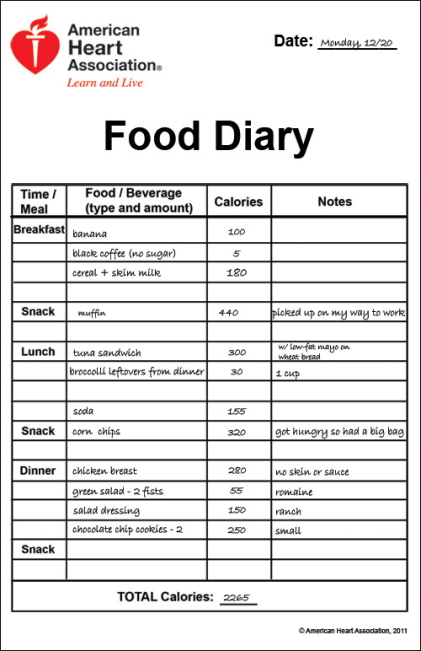 American
Heart
Association®
Learn and Live
Date: Monday, 12/20
Food Diary
Time / Meal Food / Beverage (type and amount) Calories Notes
Breakfast banana 100
black coffee (no sugar) 5
cereal + skim milk 180
Snack muffin 440 picked up on my way to work
Lunch tuna sandwich 300 w/ low-fat mayo on wheat bread
broccolli leftovers from dinner 30 1 cup
soda 155
Snack corn chips 320 got hungry so had a big bag
Dinner chicken breast 280 no skin or sauce
green salad - 2 fists 55 romaine
salad dressing 150 ranch
chocolate chip cookies - 2 250 small
Snack
TOTAL Calories: 2265
© American Heart Association, 2011